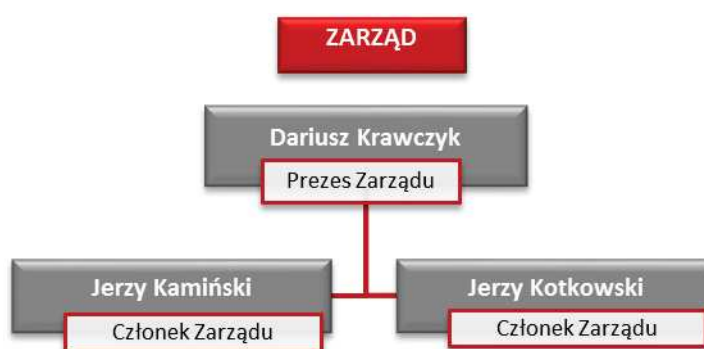 ZARZĄD
Dariusz Krawczyk
Prezes Zarządu
Jerzy Kamiński
Członek Zarządu
Jerzy Kotkowski
Członek Zarządu